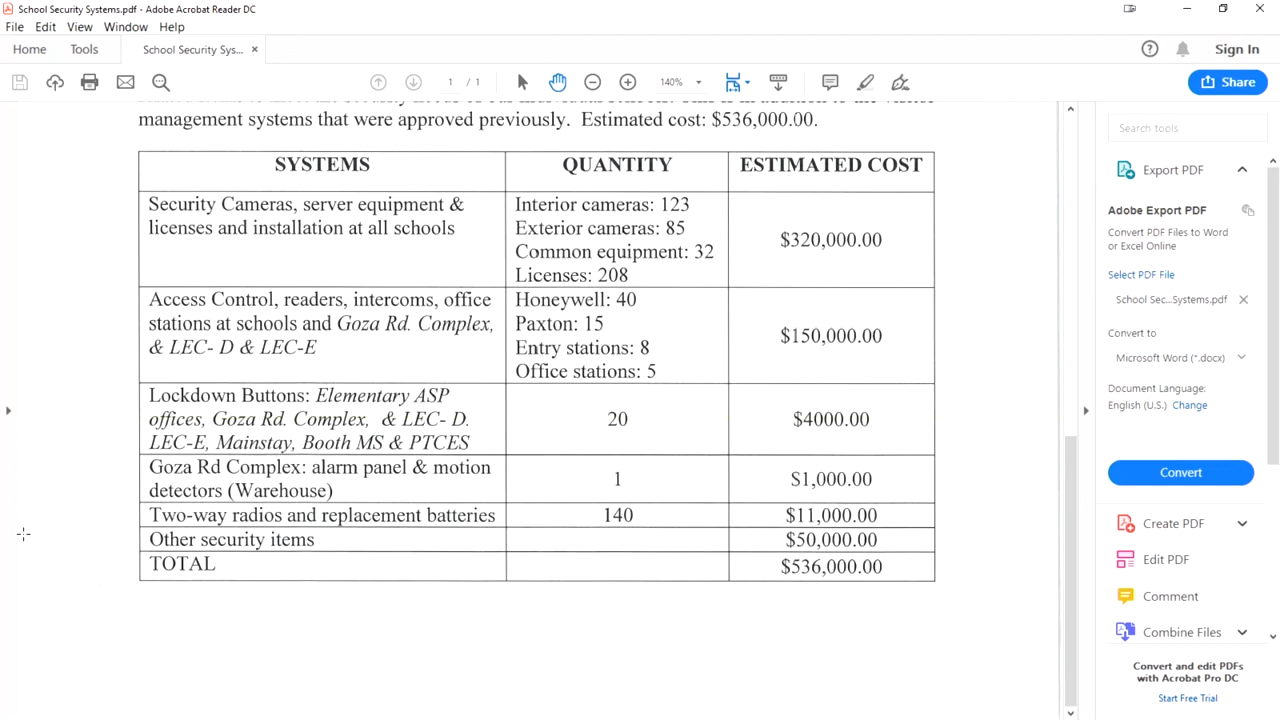 School Security Systems.pdf - Adobe Acrobat Reader DC
File Edit View Window Help
Home Tools School Security Sys... × Sign In
1 / 1 140% Share
management systems that were approved previously. Estimated cost: $536,000.00.
SYSTEMS QUANTITY ESTIMATED COST
Security Cameras, server equipment &
licenses and installation at all schools
Interior cameras: 123
Exterior cameras: 85
Common equipment: 32
Licenses: 208
$320,000.00
Access Control, readers, intercoms, office
stations at schools and Goza Rd. Complex,
& LEC- D & LEC-E
Honeywell: 40
Paxton: 15
Entry stations: 8
Office stations: 5
$150,000.00
Lockdown Buttons: Elementary ASP
offices, Goza Rd. Complex, & LEC- D.
LEC-E, Mainstay, Booth MS & PTCES
20
$4000.00
Goza Rd Complex: alarm panel & motion
detectors (Warehouse)
1
$1,000.00
Two-way radios and replacement batteries 140 $11,000.00
Other security items $50,000.00
TOTAL $536,000.00
Search tools
Export PDF
Adobe Export PDF
Convert PDF Files to Word
or Excel Online
Select PDF File
School Sec...Systems.pdf
Convert to
Microsoft Word (*.docx)
Document Language:
English (U.S.) Change
Convert
Create PDF
Edit PDF
Comment
Combine Files
Convert and edit PDFs
with Acrobat Pro DC
Start Free Trial